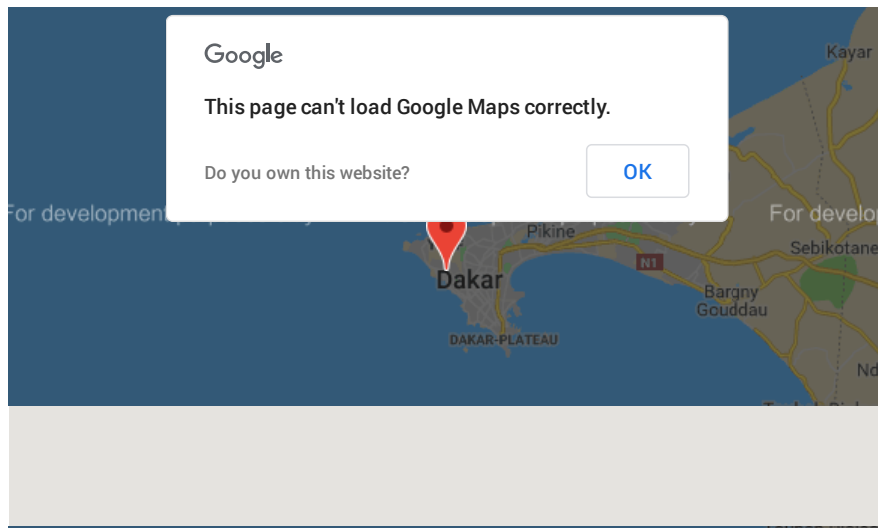 Google
This page can't load Google Maps correctly.
Do you own this website?
OK
Kayar
For development
For develo
Pikine
Sebikotane
N1
Dakar
Bargny
Gouddau
DAKAR-PLATEAU
Nd